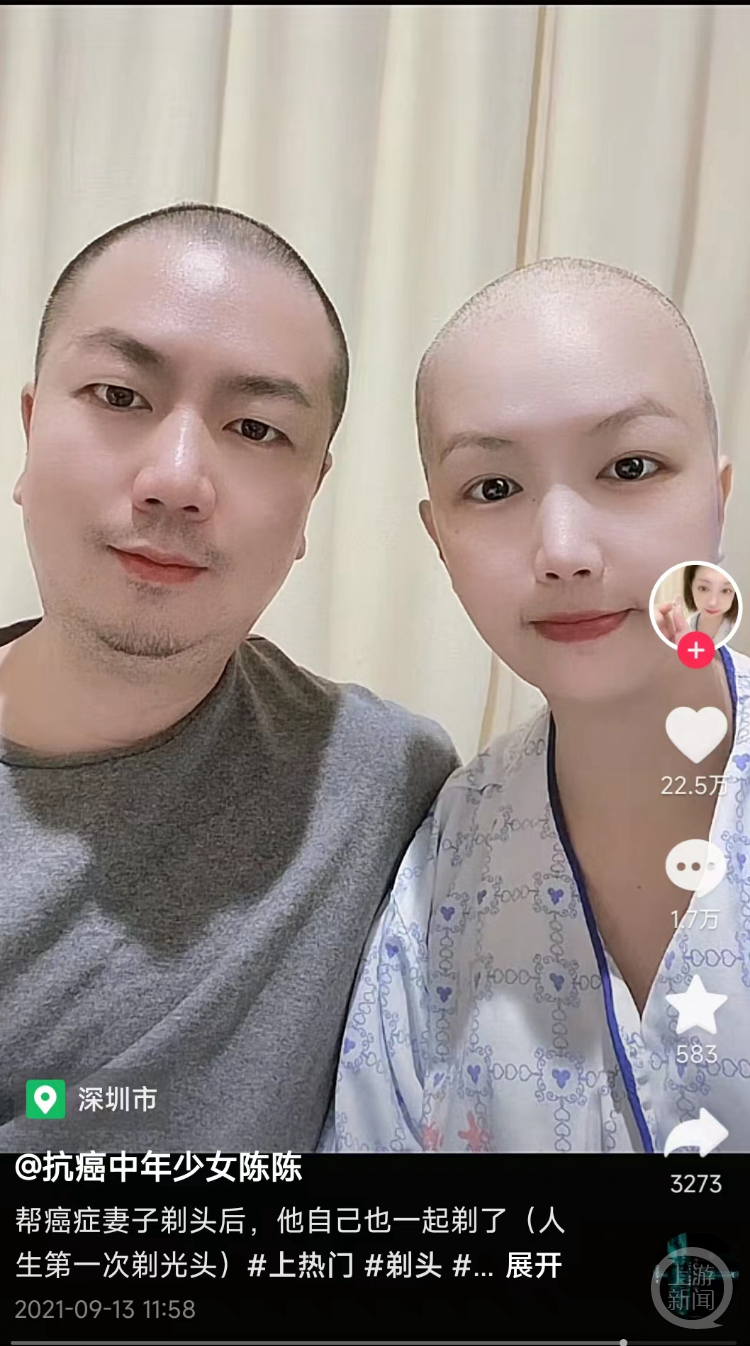 22.5万
1.7万
583
深圳市
@抗癌中年少女陈陈
3273
帮癌症妻子剃头后，他自己也一起剃了（人
生第一次剃光头）#上热门 #剃头 #... 展开
2021-09-13 11:58
上游
新闻